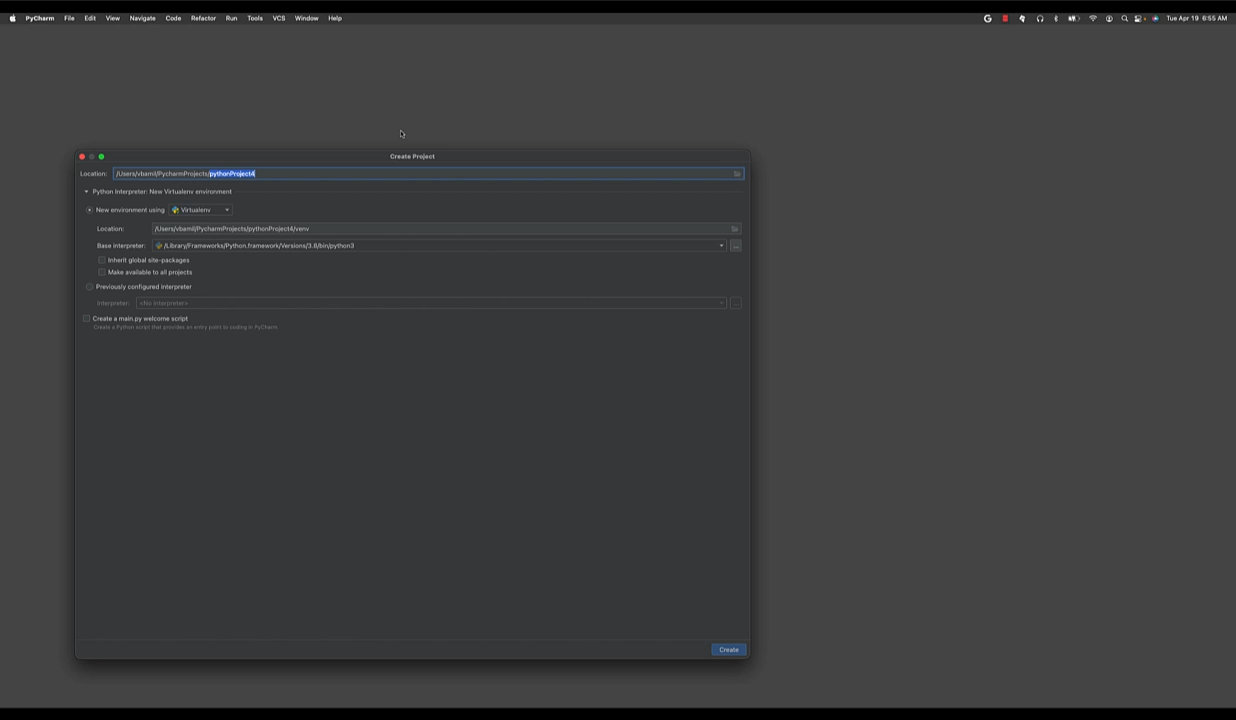 PyCharm File Edit View Navigate Code Refactor Run Tools VCS Window Help Tue Apr 19 6:55 AM
Create Project
Location: /Users/vbamil/PycharmProjects/pythonProject4
Python Interpreter: New Virtualenv environment
New environment using Virtualenv
Location: /Users/vbamil/PycharmProjects/pythonProject4/venv
Base interpreter: /Library/Frameworks/Python.framework/Versions/3.8/bin/python3 ...
Inherit global site-packages
Make available to all projects
Previously configured interpreter
Interpreter: <No interpreter> ...
Create a main.py welcome script
Create a Python script that provides an entry point to coding in PyCharm.
Create